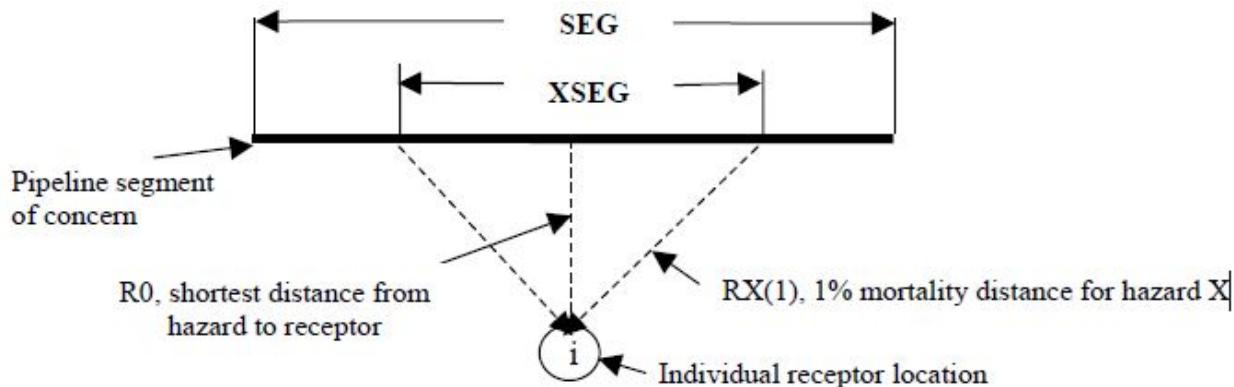 SEG
XSEG
Pipeline segment
of concern
R0, shortest distance from
hazard to receptor
RX(1), 1% mortality distance for hazard X
i
Individual receptor location